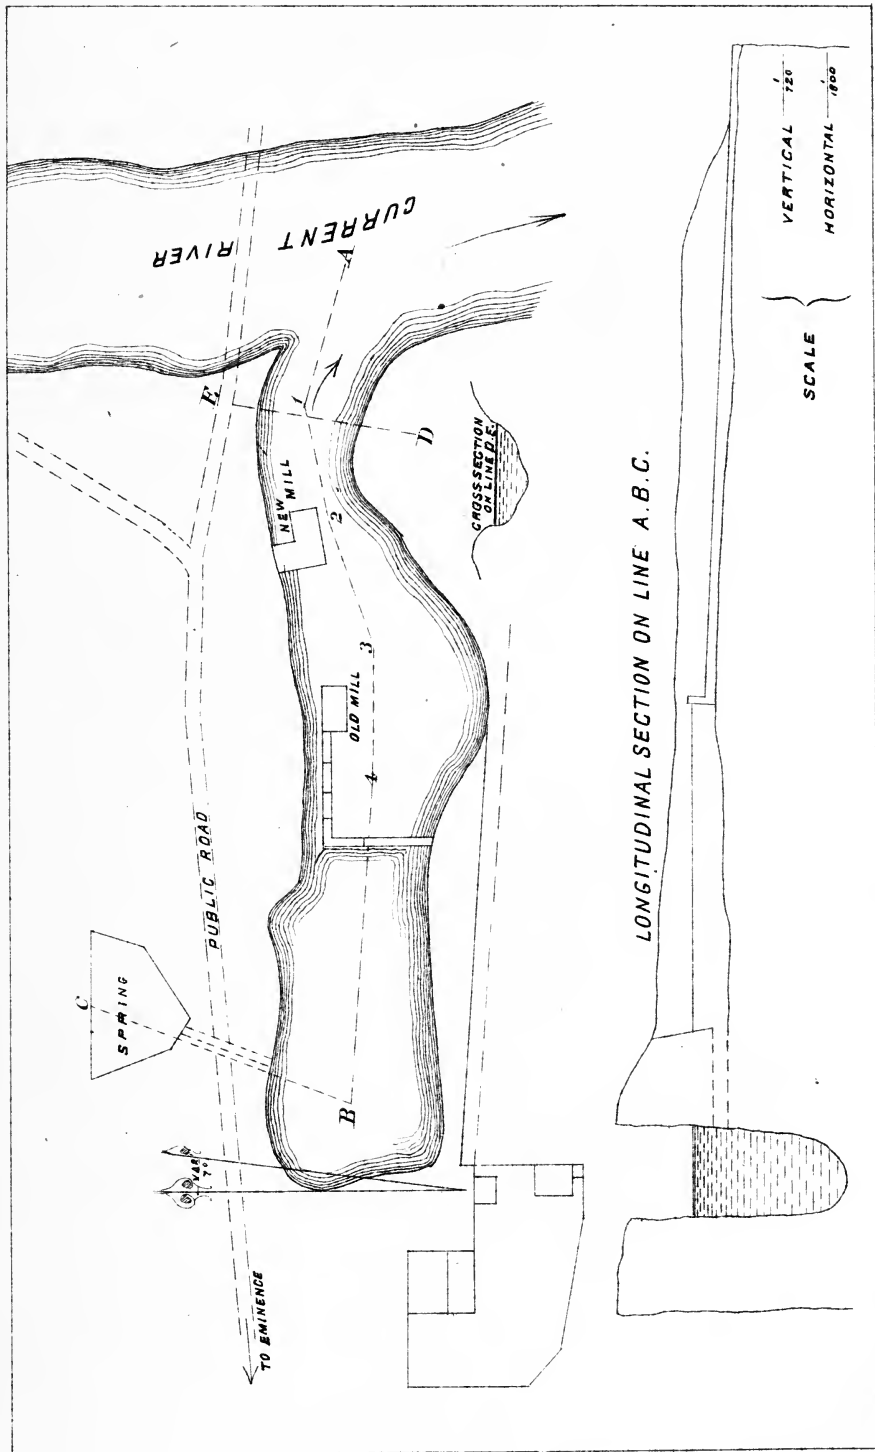 CURRENT
RIVER
A
E
1
D
NEW
MILL
2
CROSS-SECTION
ON LINE D.E.
3
OLD MILL
4
PUBLIC ROAD
C
SPRING
B
VAR.
7°
TO EMINENCE
LONGITUDINAL SECTION ON LINE A.B.C.
SCALE
VERTICAL 1/720
HORIZONTAL 1/1800